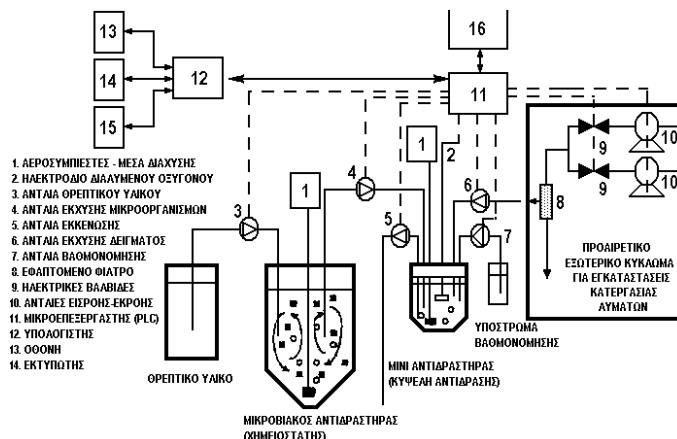 13
14
15
12
16
11
1
2
4
1
3
5
6
7
9
10
9
10
8
1. ΑΕΡΟΣΥΜΠΙΕΣΤΕΣ - ΜΕΣΑ ΔΙΑΧΥΣΗΣ
2. ΗΛΕΚΤΡΟΔΙΟ ΔΙΑΛΥΜΕΝΟΥ ΟΞΥΓΟΝΟΥ
3. ΑΝΤΛΙΑ ΘΡΕΠΤΙΚΟΥ ΥΛΙΚΟΥ
4. ΑΝΤΛΙΑ ΕΚΧΥΣΗΣ ΜΙΚΡΟΟΡΓΑΝΙΣΜΩΝ
5. ΑΝΤΛΙΑ ΕΚΚΕΝΩΣΗΣ
6. ΑΝΤΛΙΑ ΕΚΧΥΣΗΣ ΔΕΙΓΜΑΤΟΣ
7. ΑΝΤΛΙΑ ΒΑΘΜΟΝΟΜΗΣΗΣ
8. ΕΦΑΠΤΟΜΕΝΟ ΦΙΛΤΡΟ
9. ΗΛΕΚΤΡΙΚΕΣ ΒΑΛΒΙΔΕΣ
10. ΑΝΤΛΙΕΣ ΕΙΣΡΟΗΣ-ΕΚΡΟΗΣ
11. ΜΙΚΡΟΕΠΕΞΕΡΓΑΣΤΗΣ (PLC)
12. ΥΠΟΛΟΓΙΣΤΗΣ
13. ΟΘΟΝΗ
14. ΕΚΤΥΠΩΤΗΣ
ΘΡΕΠΤΙΚΟ ΥΛΙΚΟ
ΜΙΚΡΟΒΙΑΚΟΣ ΑΝΤΙΔΡΑΣΤΗΡΑΣ
(ΧΗΜΕΙΟΣΤΑΤΗΣ)
ΜΙΝΙ ΑΝΤΙΔΡΑΣΤΗΡΑΣ
(ΚΥΨΕΛΗ ΑΝΤΙΔΡΑΣΗΣ)
ΥΠΟΣΤΡΩΜΑ
ΒΑΘΜΟΝΟΜΗΣΗΣ
ΠΡΟΑΙΡΕΤΙΚΟ
ΕΞΩΤΕΡΙΚΟ ΚΥΚΛΩΜΑ
ΓΙΑ ΕΓΚΑΤΑΣΤΑΣΕΙΣ
ΚΑΤΕΡΓΑΣΙΑΣ
ΛΥΜΑΤΩΝ